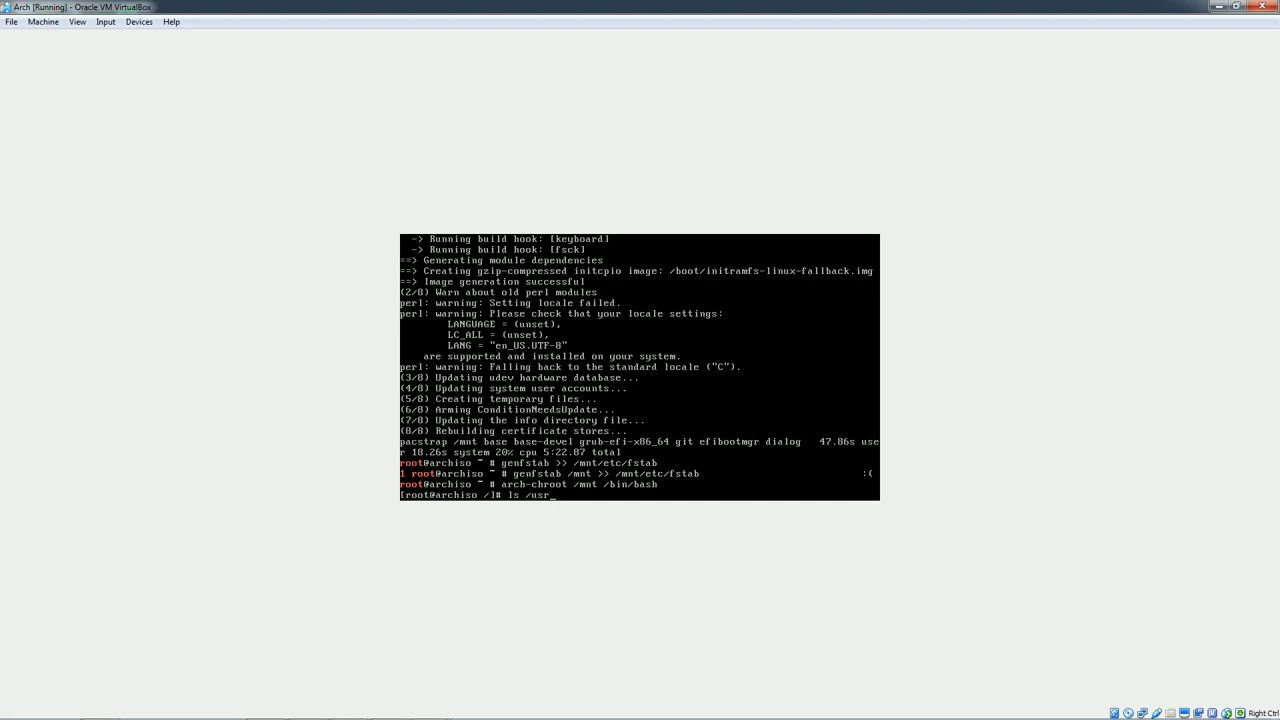 Arch [Running] - Oracle VM VirtualBox
File Machine View Input Devices Help
-> Running build hook: [keyboard]
-> Running build hook: [fsck]
==> Generating module dependencies
==> Creating gzip-compressed initcpio image: /boot/initramfs-linux-fallback.img
==> Image generation successful
(2/8) Warn about old perl modules
perl: warning: Setting locale failed.
perl: warning: Please check that your locale settings:
LANGUAGE = (unset),
LC_ALL = (unset),
LANG = "en_US.UTF-8"
are supported and installed on your system.
perl: warning: Falling back to the standard locale ("C").
(3/8) Updating udev hardware database...
(4/8) Updating system user accounts...
(5/8) Creating temporary files...
(6/8) Arming ConditionNeedsUpdate...
(7/8) Updating the info directory file...
(8/8) Rebuilding certificate stores...
pacstrap /mnt base base-devel grub-efi-x86_64 git efibootmgr dialog 47.86s use
r 18.26s system 20% cpu 5:22.87 total
root@archiso ~ # genfstab >> /mnt/etc/fstab
1 root@archiso ~ # genfstab /mnt >> /mnt/etc/fstab :(
root@archiso ~ # arch-chroot /mnt /bin/bash
[root@archiso /]# ls /usr_
Right Ctrl